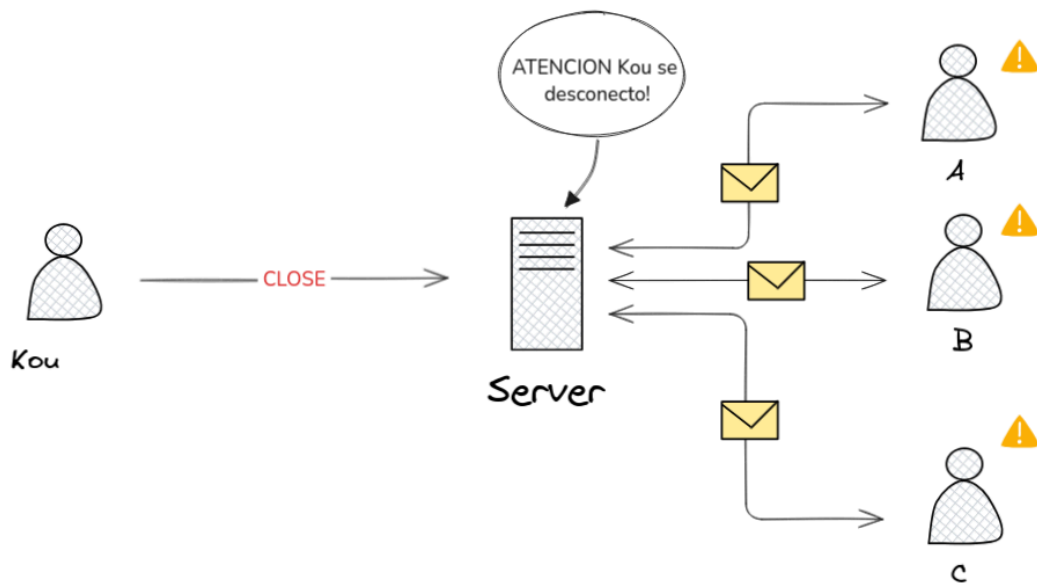 ATENCION Kou se
desconecto!
A
CLOSE
B
Kou
Server
C